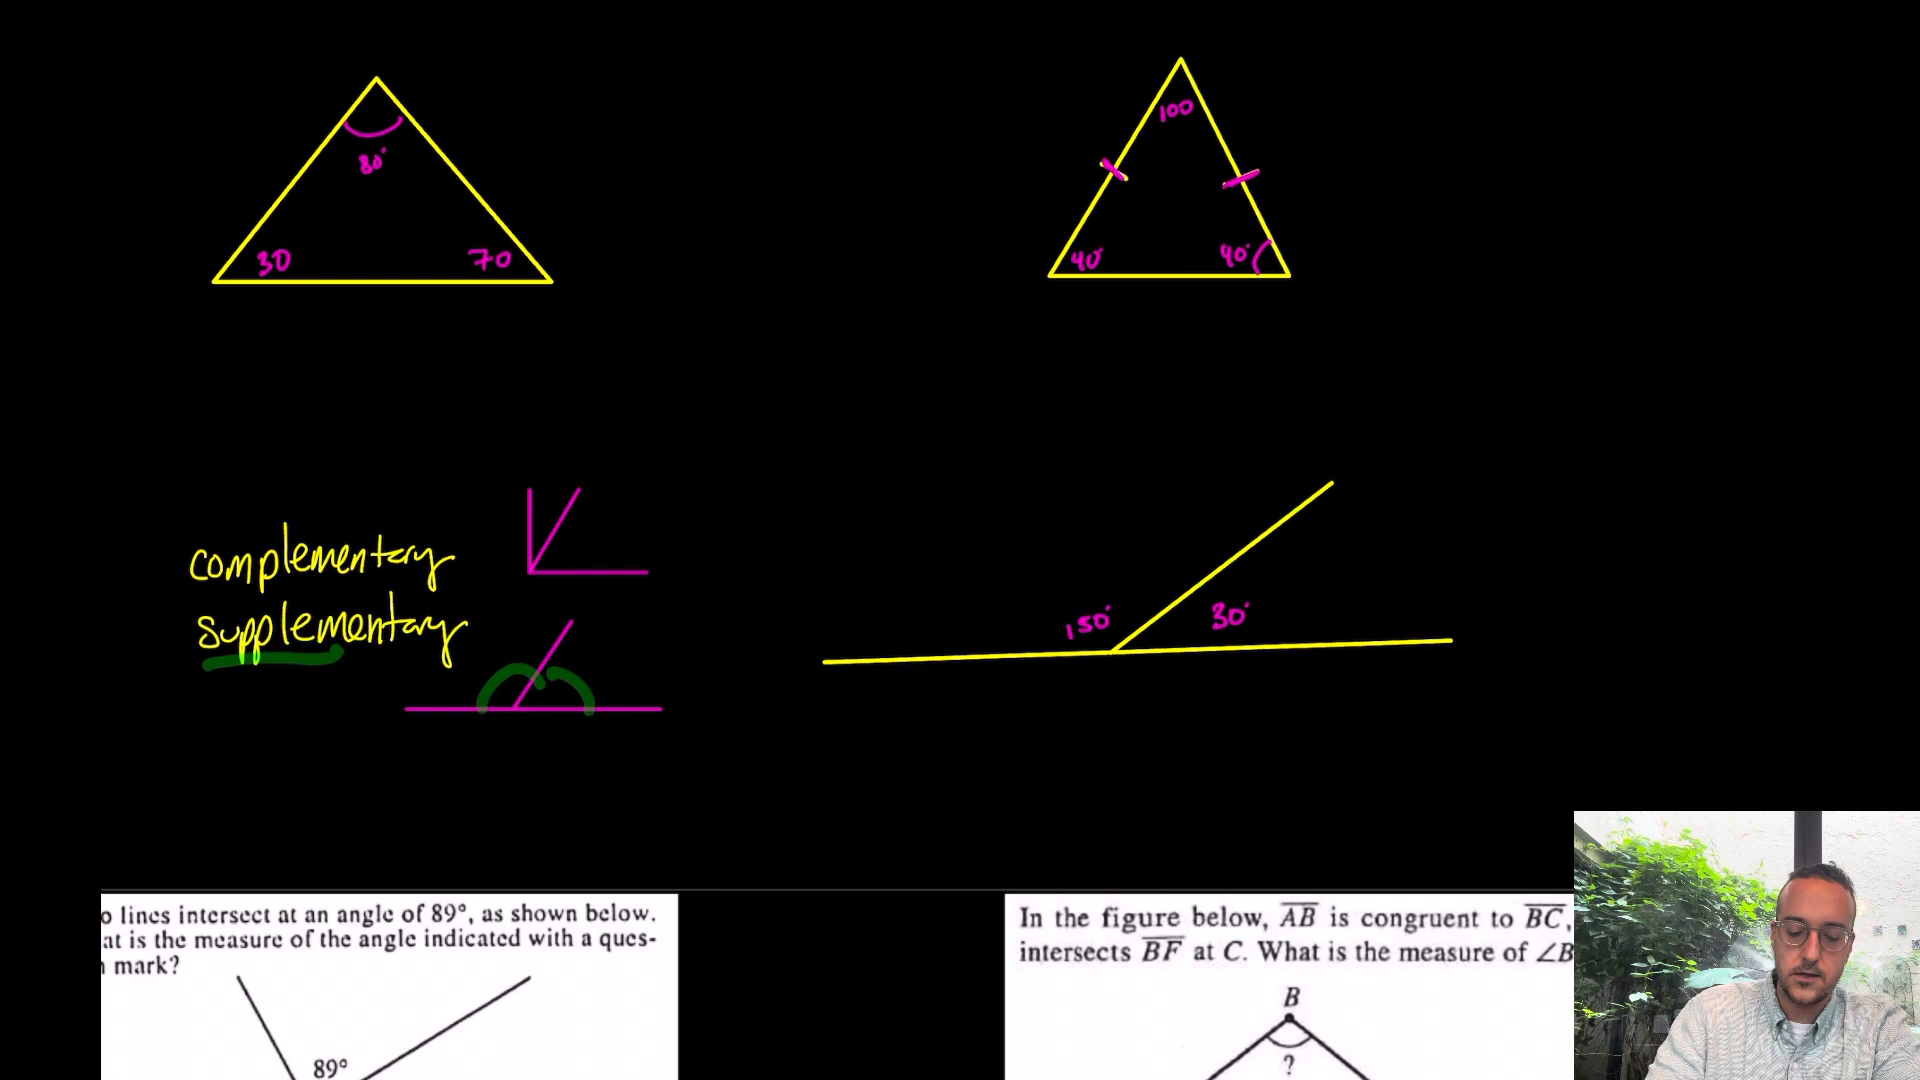 80°
30
70
100
40°
40°
complementary
supplementary
150°
30°
o lines intersect at an angle of 89°, as shown below.
at is the measure of the angle indicated with a ques-
mark?
89°
In the figure below, AB is congruent to BC,
intersects BF at C. What is the measure of ∠B
B
?